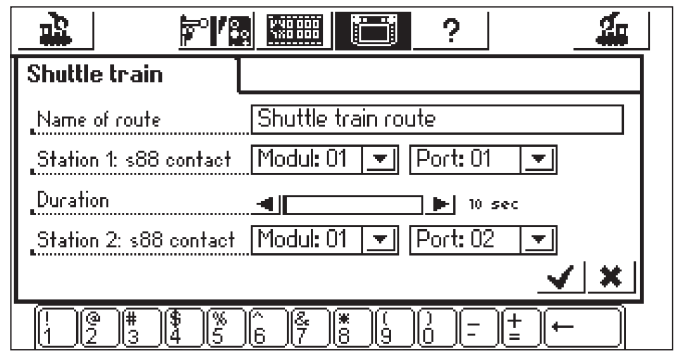 ?
Shuttle train
Name of route Shuttle train route
Station 1: s88 contact Modul: 01 Port: 01
Duration 10 sec
Station 2: s88 contact Modul: 01 Port: 02
! @ # $ % ^ & * ( ) - +
1 2 3 4 5 6 7 8 9 0 - = ←